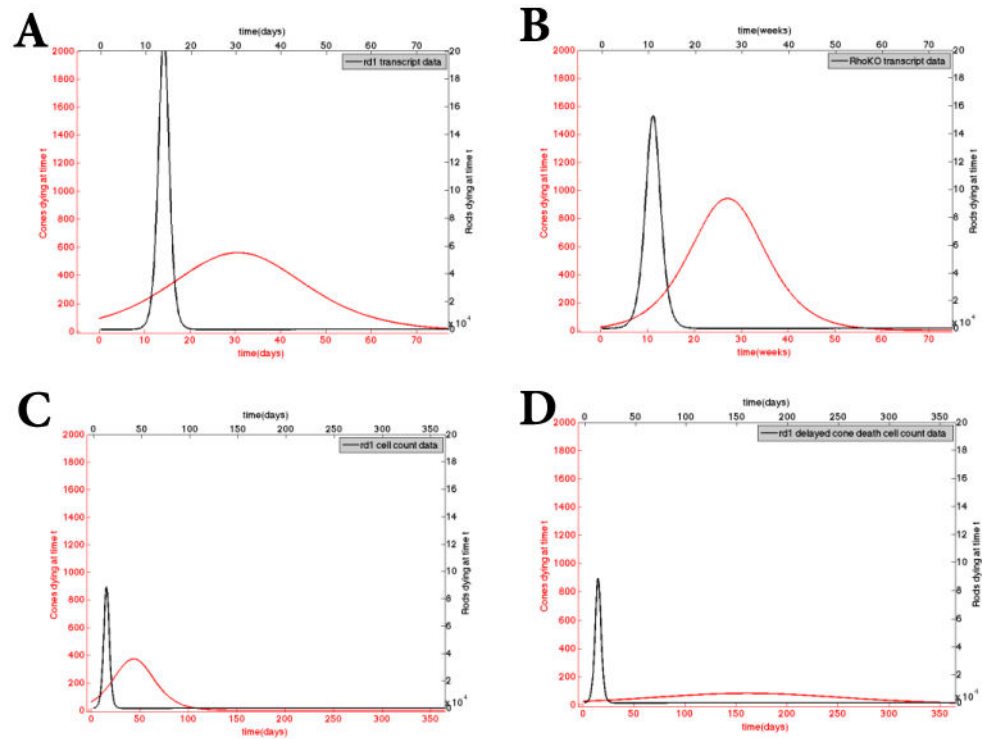 A
time(days)
0 10 20 30 40 50 60 70
rd1 transcript data
2000
1800
1600
1400
1200
1000
800
600
400
200
0
Cones dying at time t
20
18
16
14
12
10
8
6
4
2
0
x 10^4
Rods dying at time t
0 10 20 30 40 50 60 70
time(days)
B
time(weeks)
0 10 20 30 40 50 60 70
RhoKO transcript data
2000
1800
1600
1400
1200
1000
800
600
400
200
0
Cones dying at time t
20
18
16
14
12
10
8
6
4
2
0
x 10^4
Rods dying at time t
0 10 20 30 40 50 60 70
time(weeks)
C
time(days)
0 50 100 150 200 250 300 350
rd1 cell count data
2000
1800
1600
1400
1200
1000
800
600
400
200
0
Cones dying at time t
20
18
16
14
12
10
8
6
4
2
0
x 10^4
Rods dying at time t
0 50 100 150 200 250 300 350
time(days)
D
time(days)
0 50 100 150 200 250 300 350
rd1 delayed cone death cell count data
2000
1800
1600
1400
1200
1000
800
600
400
200
0
Cones dying at time t
20
18
16
14
12
10
8
6
4
2
0
x 10^4
Rods dying at time t
0 50 100 150 200 250 300 350
time(days)